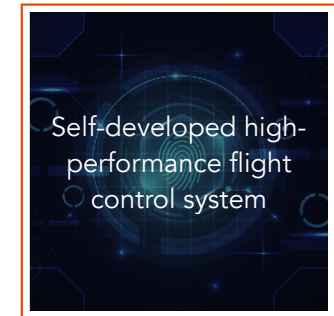 Self-developed high-
performance flight
control system